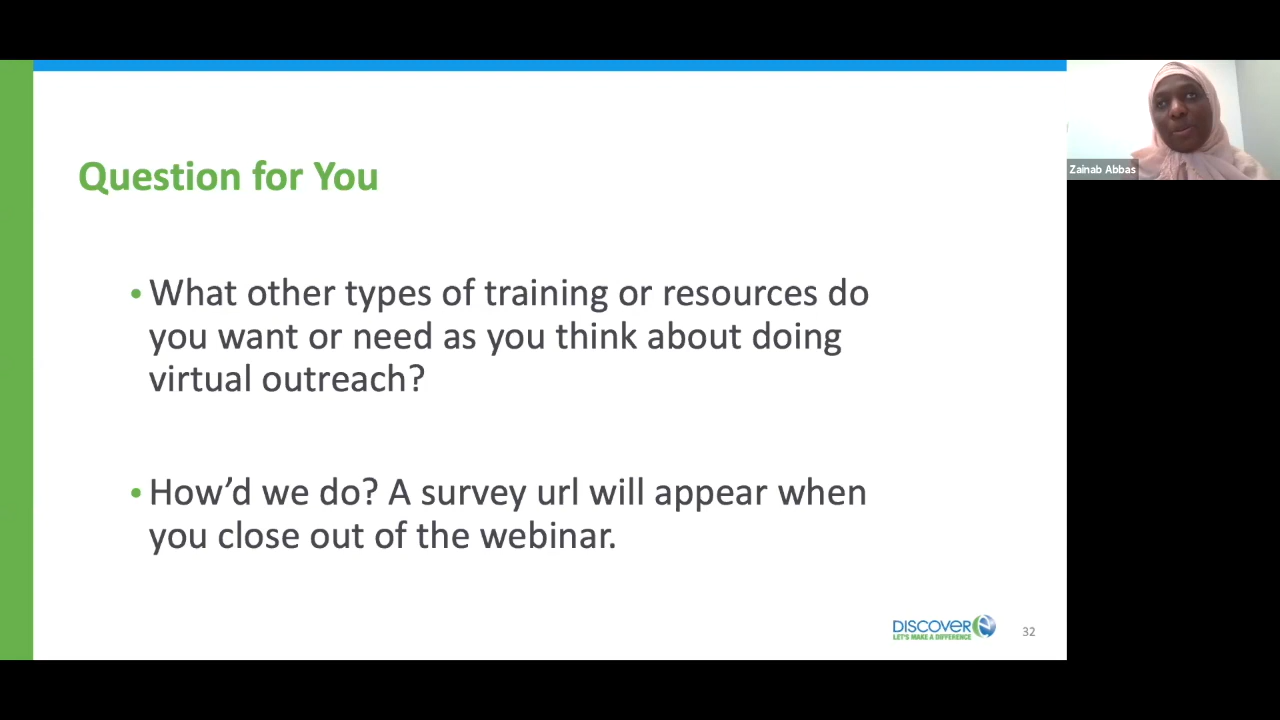 Question for You
• What other types of training or resources do
you want or need as you think about doing
virtual outreach?
• How’d we do? A survey url will appear when
you close out of the webinar.
DISCOVER
LET'S MAKE A DIFFERENCE
32
Zainab Abbas